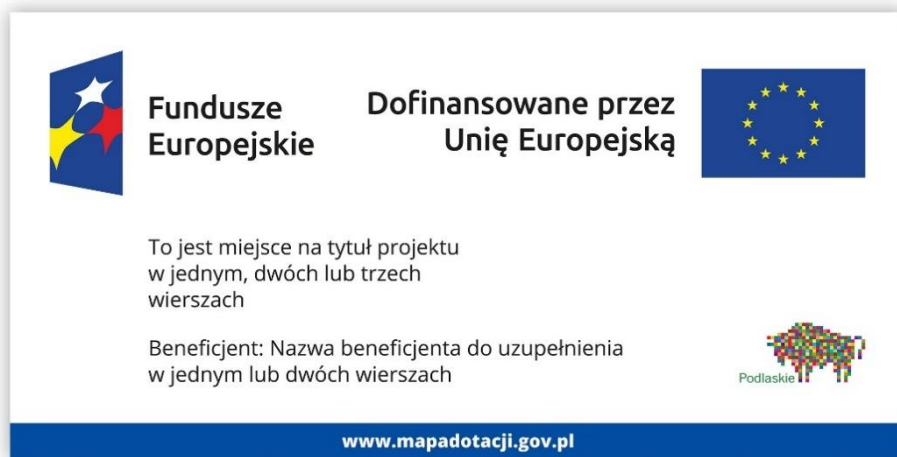 Fundusze
Europejskie
Dofinansowane przez
Unię Europejską
To jest miejsce na tytuł projektu
w jednym, dwóch lub trzech
wierszach
Beneficjent: Nazwa beneficjenta do uzupełnienia
w jednym lub dwóch wierszach
Podlaskie
www.mapadotacji.gov.pl